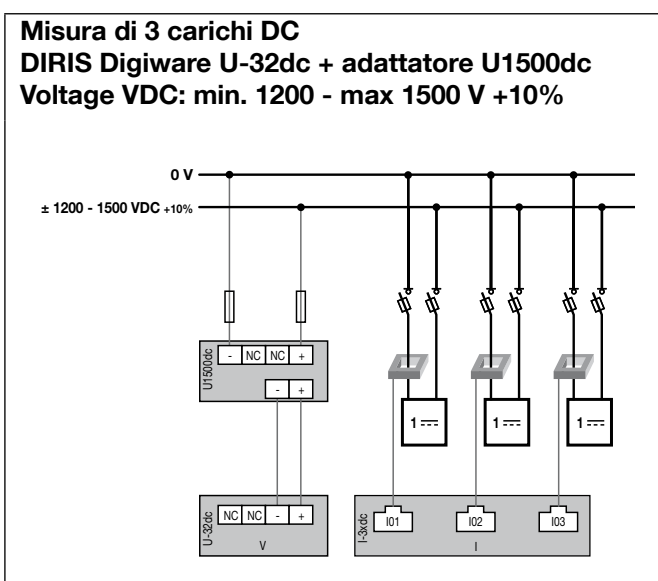 Misura di 3 carichi DC
DIRIS Digiware U-32dc + adattatore U1500dc
Voltage VDC: min. 1200 - max 1500 V +10%
0 V
± 1200 - 1500 VDC +10%
U1500dc
- NC NC +
- +
1 1 1
U-32dc
NC NC - +
V
I-3xdc
I01 I02 I03
I